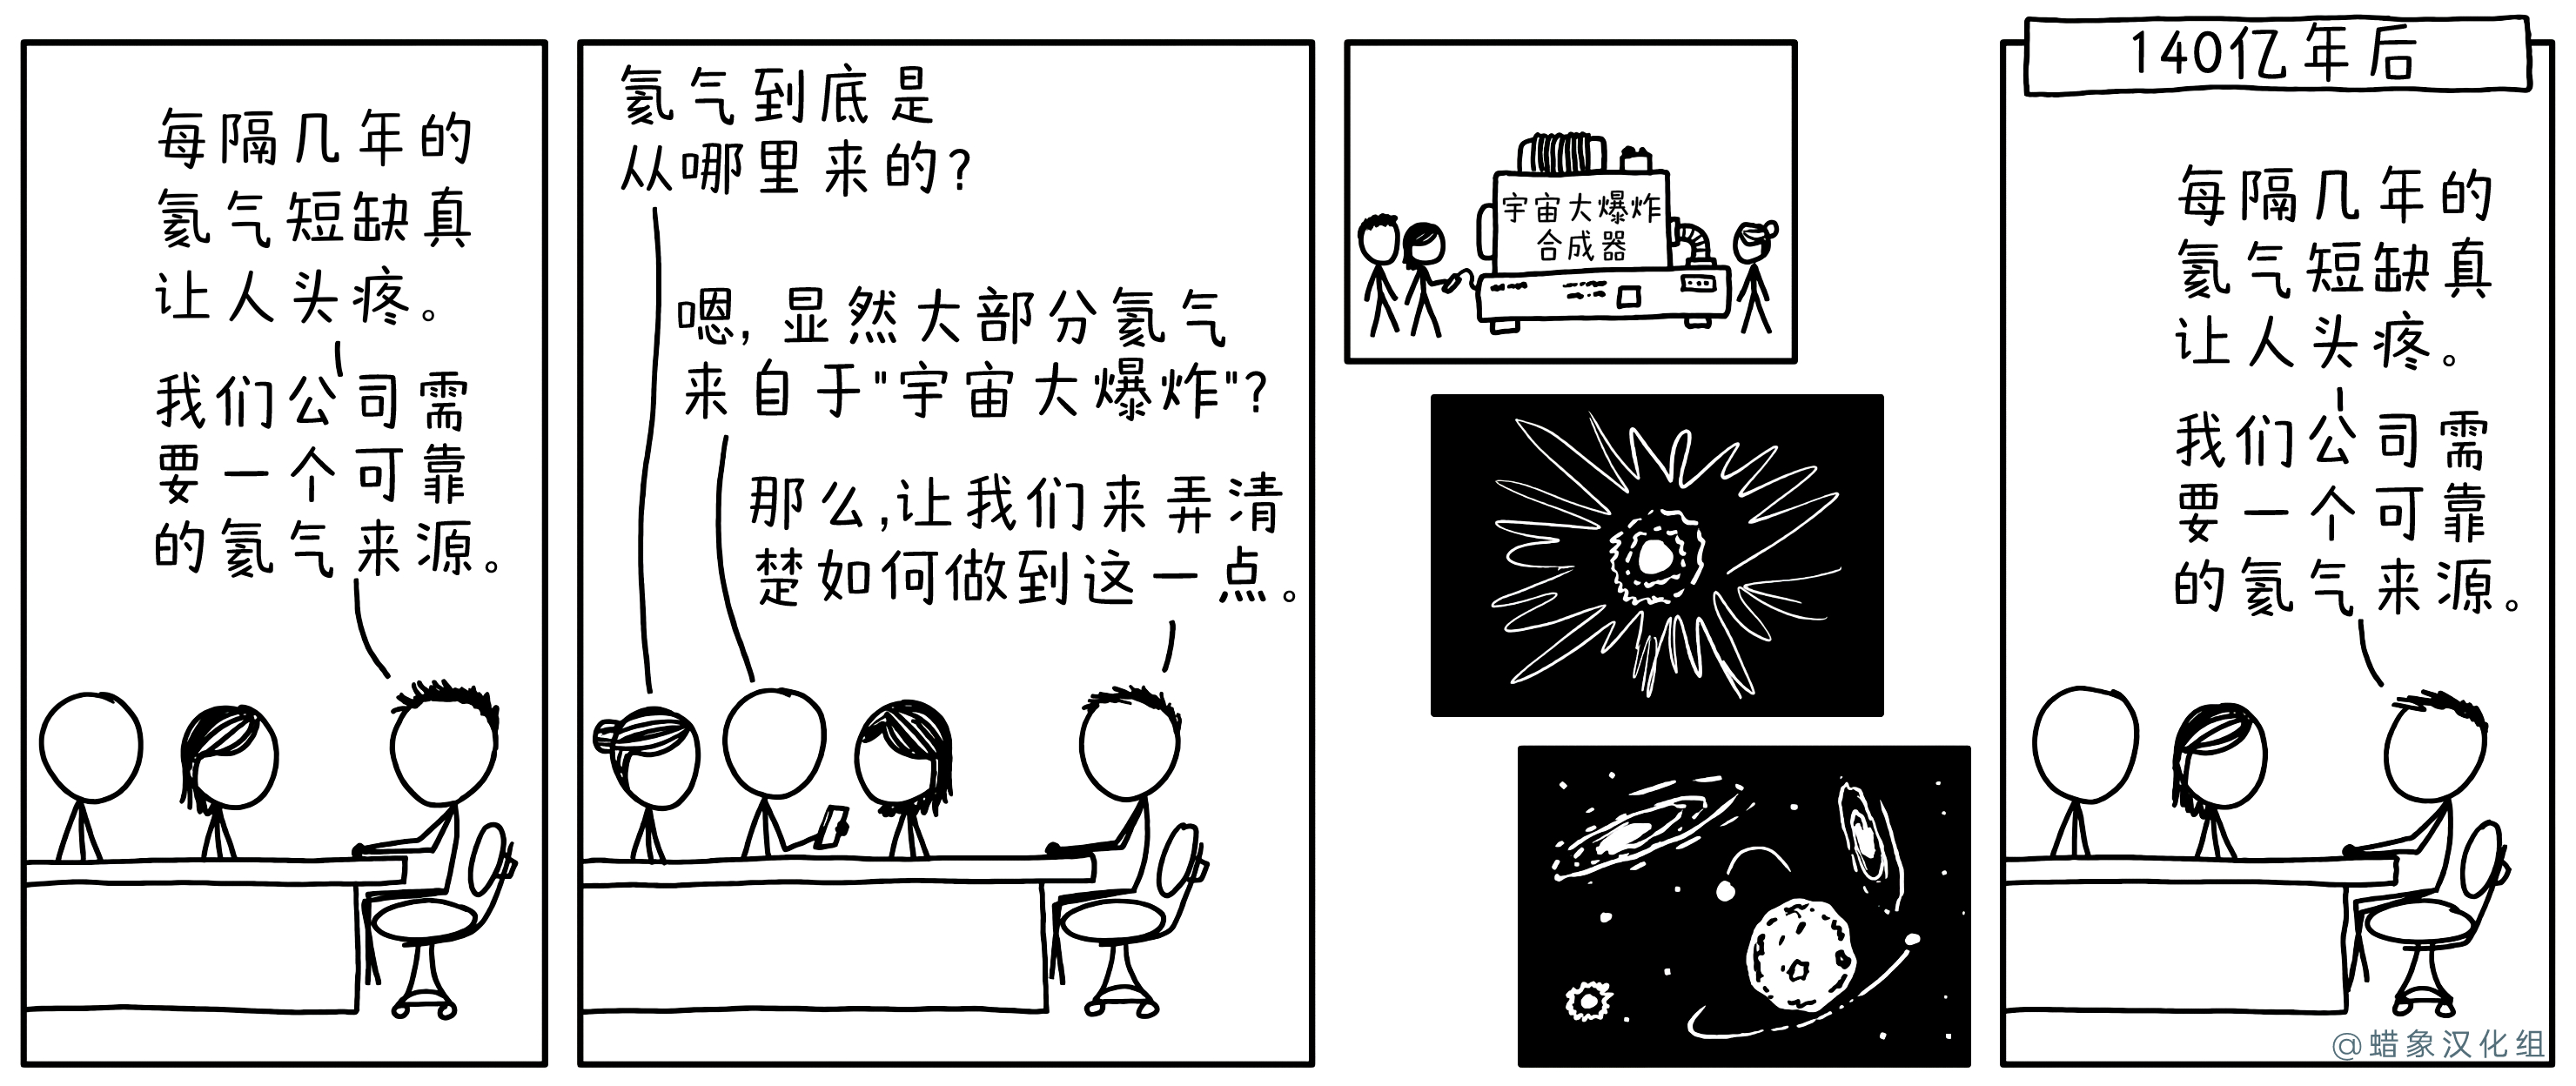 每隔几年的
氦气短缺真
让人头疼。
我们公司需
要一个可靠
的氦气来源。
氦气到底是
从哪里来的?
嗯,显然大部分氦气
来自于"宇宙大爆炸"?
那么,让我们来弄清
楚如何做到这一点。
宇宙大爆炸
合成器
140亿年后
每隔几年的
氦气短缺真
让人头疼。
我们公司需
要一个可靠
的氦气来源。
@蜡象汉化组